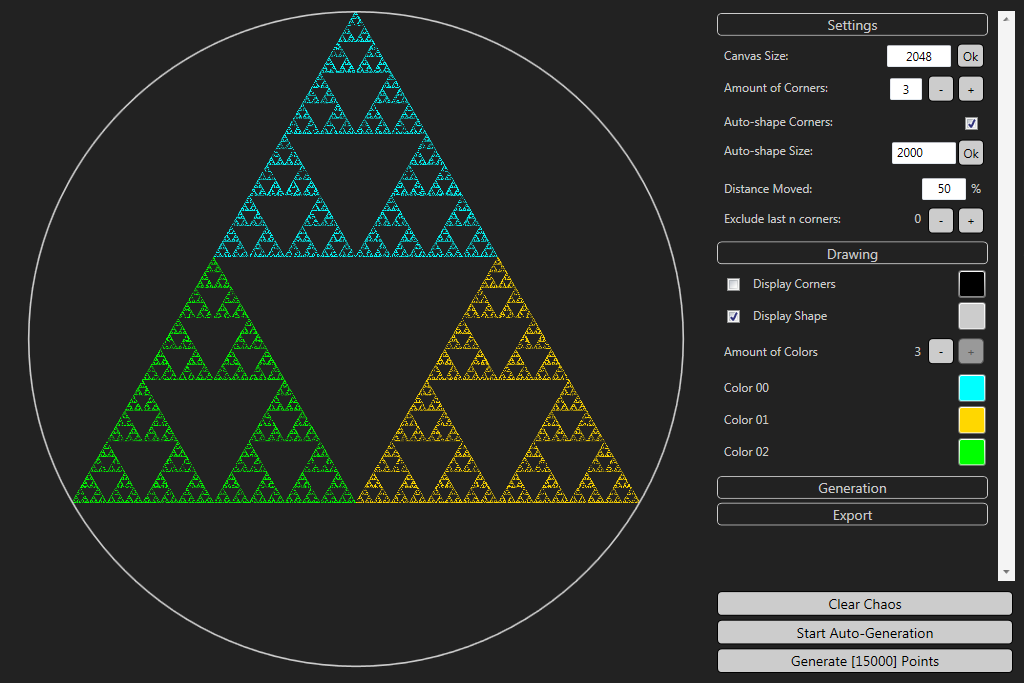 Settings
Canvas Size: 2048 Ok
Amount of Corners: 3 - +
Auto-shape Corners:
Auto-shape Size: 2000 Ok
Distance Moved: 50 %
Exclude last n corners: 0 - +
Drawing
Display Corners
Display Shape
Amount of Colors 3 - +
Color 00
Color 01
Color 02
Generation
Export
Clear Chaos
Start Auto-Generation
Generate [15000] Points